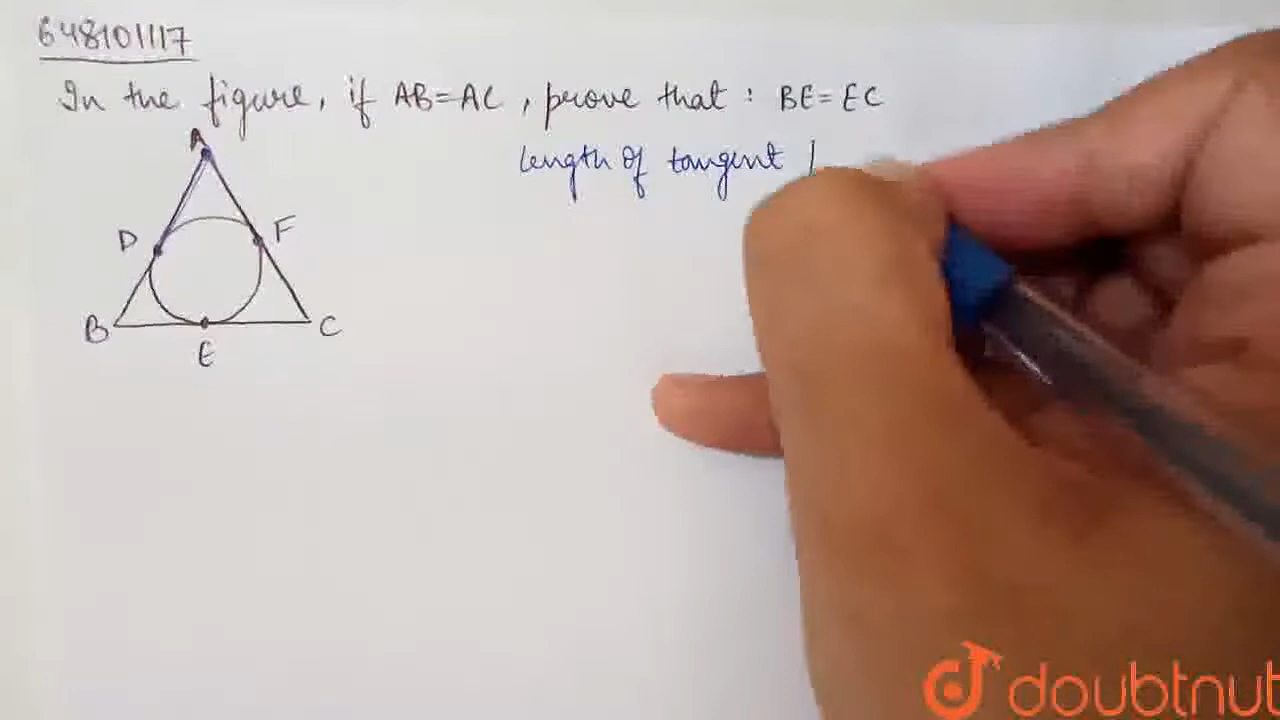 648101117
In the figure, if AB=AC, prove that : BE=EC
length of tangent
A
D
F
B
C
E
doubtnut